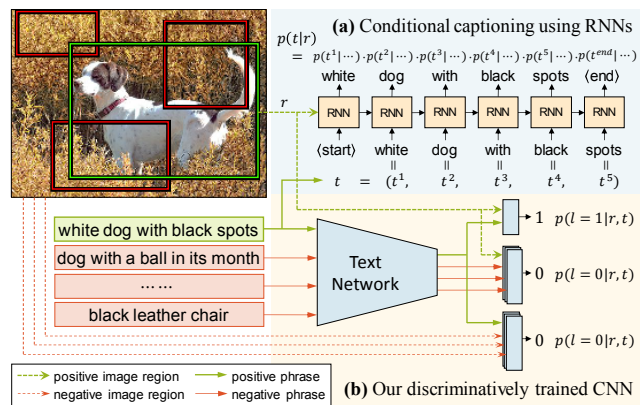 (a) Conditional captioning using RNNs
p(t|r)
= p(t¹|⋯) ⋅p(t²|⋯) ⋅p(t³|⋯) ⋅p(t⁴|⋯) ⋅p(t⁵|⋯) ⋅p(tᵉⁿᵈ|⋯)
white dog with black spots ⟨end⟩
r
RNN RNN RNN RNN RNN RNN
⟨start⟩ white dog with black spots
= = = = =
t = (t¹, t², t³, t⁴, t⁵)
white dog with black spots
dog with a ball in its month
... ...
black leather chair
Text
Network
1 p(l = 1|r, t)
0 p(l = 0|r, t)
0 p(l = 0|r, t)
positive image region positive phrase
negative image region negative phrase
(b) Our discriminatively trained CNN